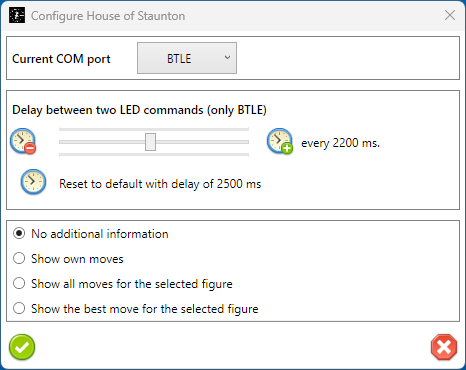 Configure House of Staunton
Current COM port BTLE
Delay between two LED commands (only BTLE)
every 2200 ms.
Reset to default with delay of 2500 ms
No additional information
Show own moves
Show all moves for the selected figure
Show the best move for the selected figure